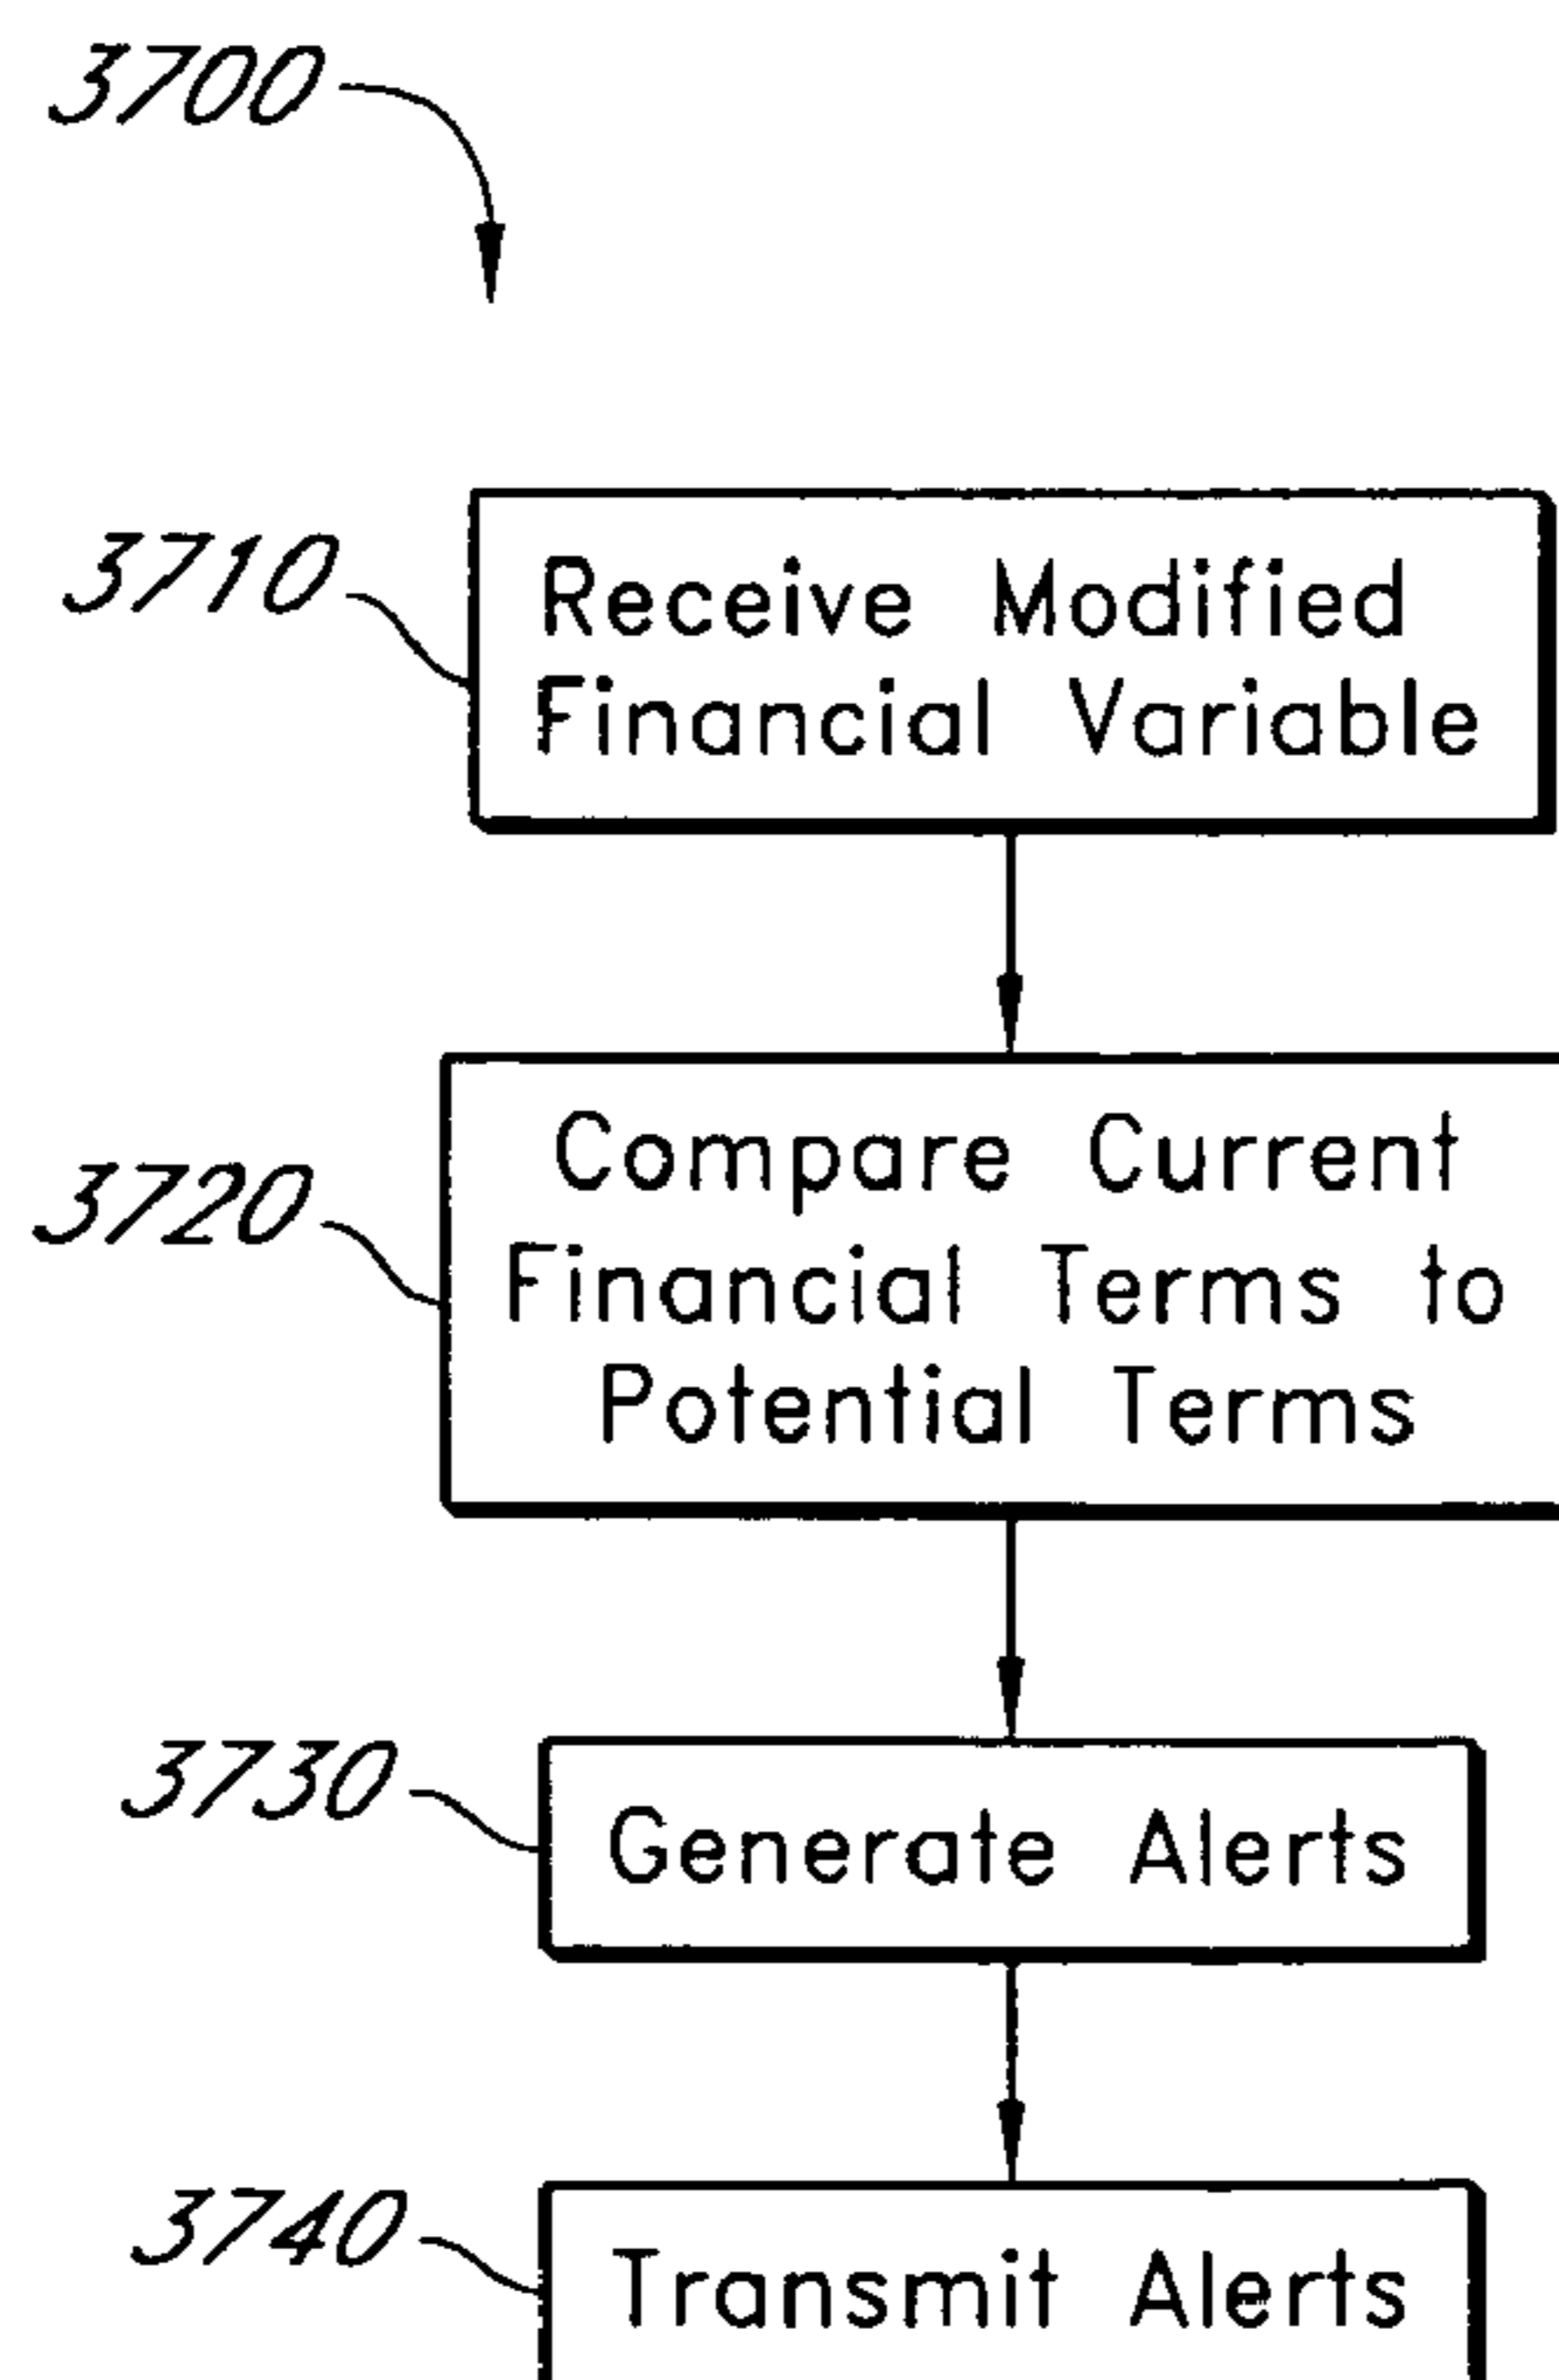 3700
3710
Receive Modified
Financial Variable
3720
Compare Current
Financial Terms to
Potential Terms
3730
Generate Alerts
3740
Transmit Alerts